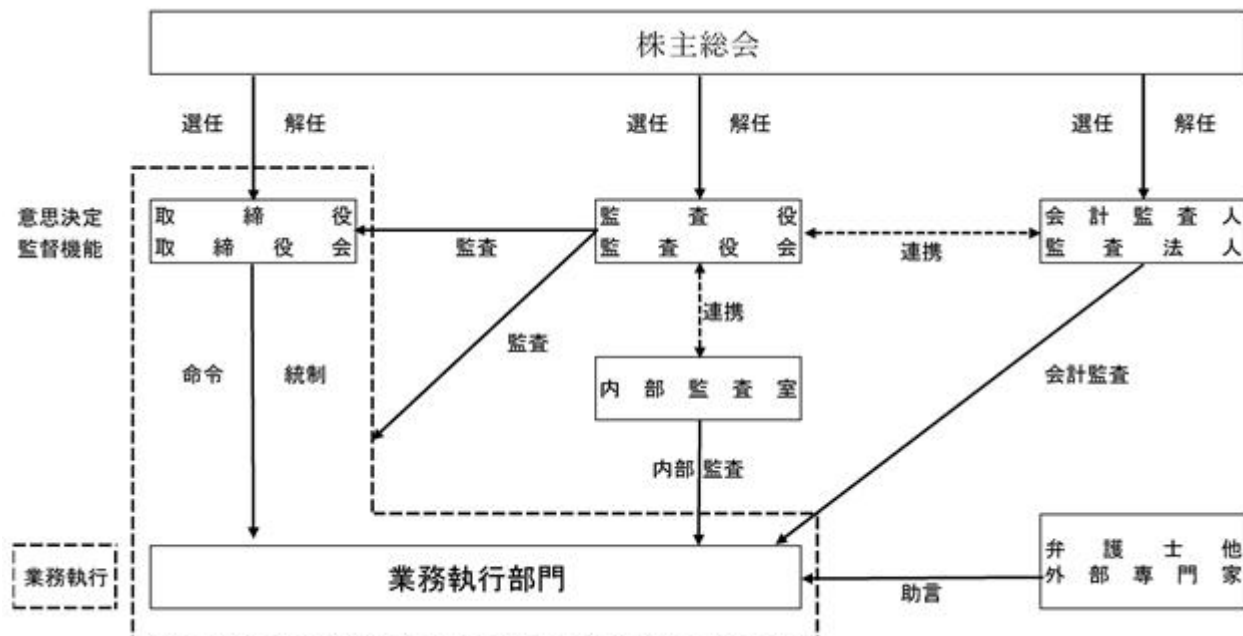 株主総会
選任 解任 選任 解任 選任 解任
意思決定
監督機能
取締役
取締役会
監査
監査役
監査役会
連携
会計監査人
監査法人
連携
監査
命令 統制
内部監査室
会計監査
内部監査
業務執行
業務執行部門
助言
弁護士他
外部専門家